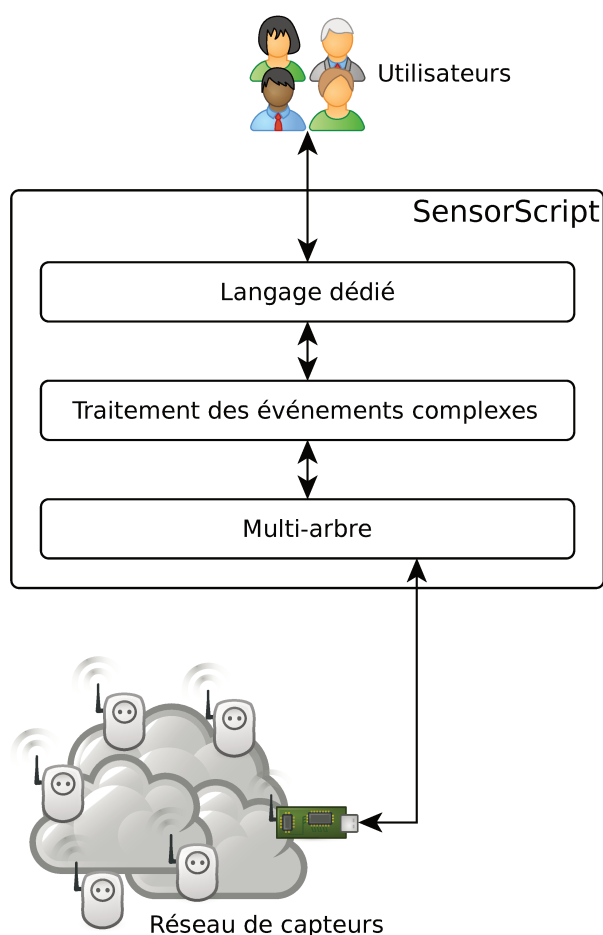 Utilisateurs
SensorScript
Langage dédié
Traitement des événements complexes
Multi-arbre
Réseau de capteurs